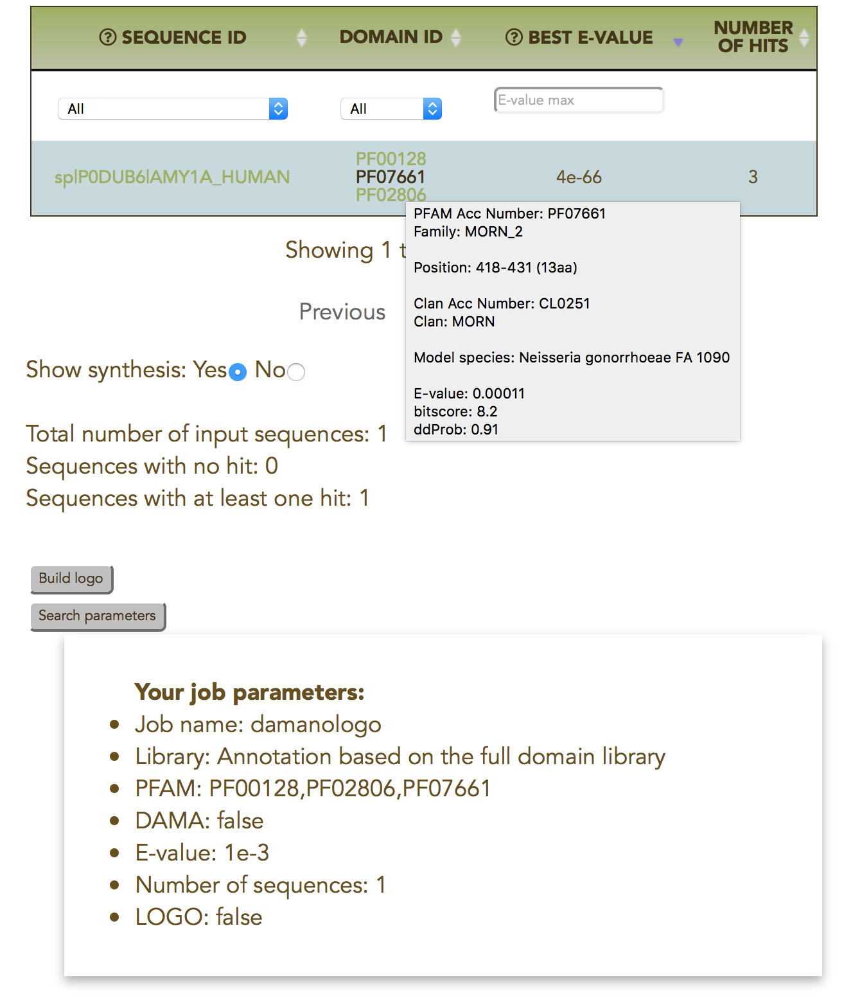 ? SEQUENCE ID DOMAIN ID ? BEST E-VALUE NUMBER OF HITS
All All E-value max
sp|P0DUB6|AMY1A_HUMAN PF00128 4e-66 3
PF07661
PF02806
PFAM Acc Number: PF07661
Family: MORN_2
Position: 418-431 (13aa)
Clan Acc Number: CL0251
Clan: MORN
Model species: Neisseria gonorrhoeae FA 1090
E-value: 0.00011
bitscore: 8.2
ddProb: 0.91
Showing 1 t
Previous
Show synthesis: Yes No
Total number of input sequences: 1
Sequences with no hit: 0
Sequences with at least one hit: 1
Build logo
Search parameters
Your job parameters:
Job name: damanologo
Library: Annotation based on the full domain library
PFAM: PF00128,PF02806,PF07661
DAMA: false
E-value: 1e-3
Number of sequences: 1
LOGO: false